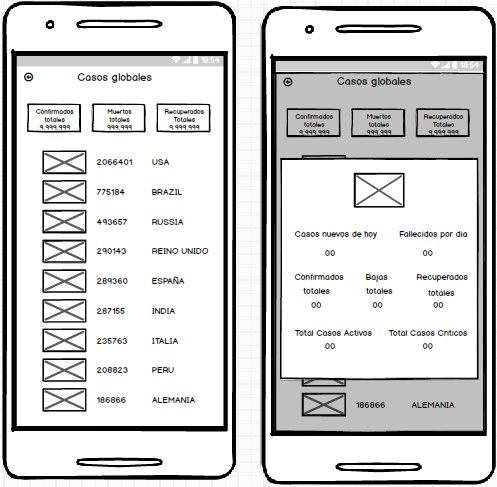 18:54
Casos globales
Confirmados totales 9,999,999
Muertos totales 999,999
Recuperados Totales 9,999,999
2066401 USA
775184 BRAZIL
493657 RUSSIA
290143 REINO UNIDO
289360 ESPAÑA
287155 INDIA
235763 ITALIA
208823 PERU
186866 ALEMANIA
18:54
Casos globales
Confirmados totales 9,999,999
Muertos totales 999,999
Recuperados Totales 9,999,999
Casos nuevos de hoy
00
Fallecidos por dia
00
Confirmados totales
00
Bajas totales
00
Recuperados totales
00
Total Casos Activos
00
Total Casos Criticos
00
186866 ALEMANIA